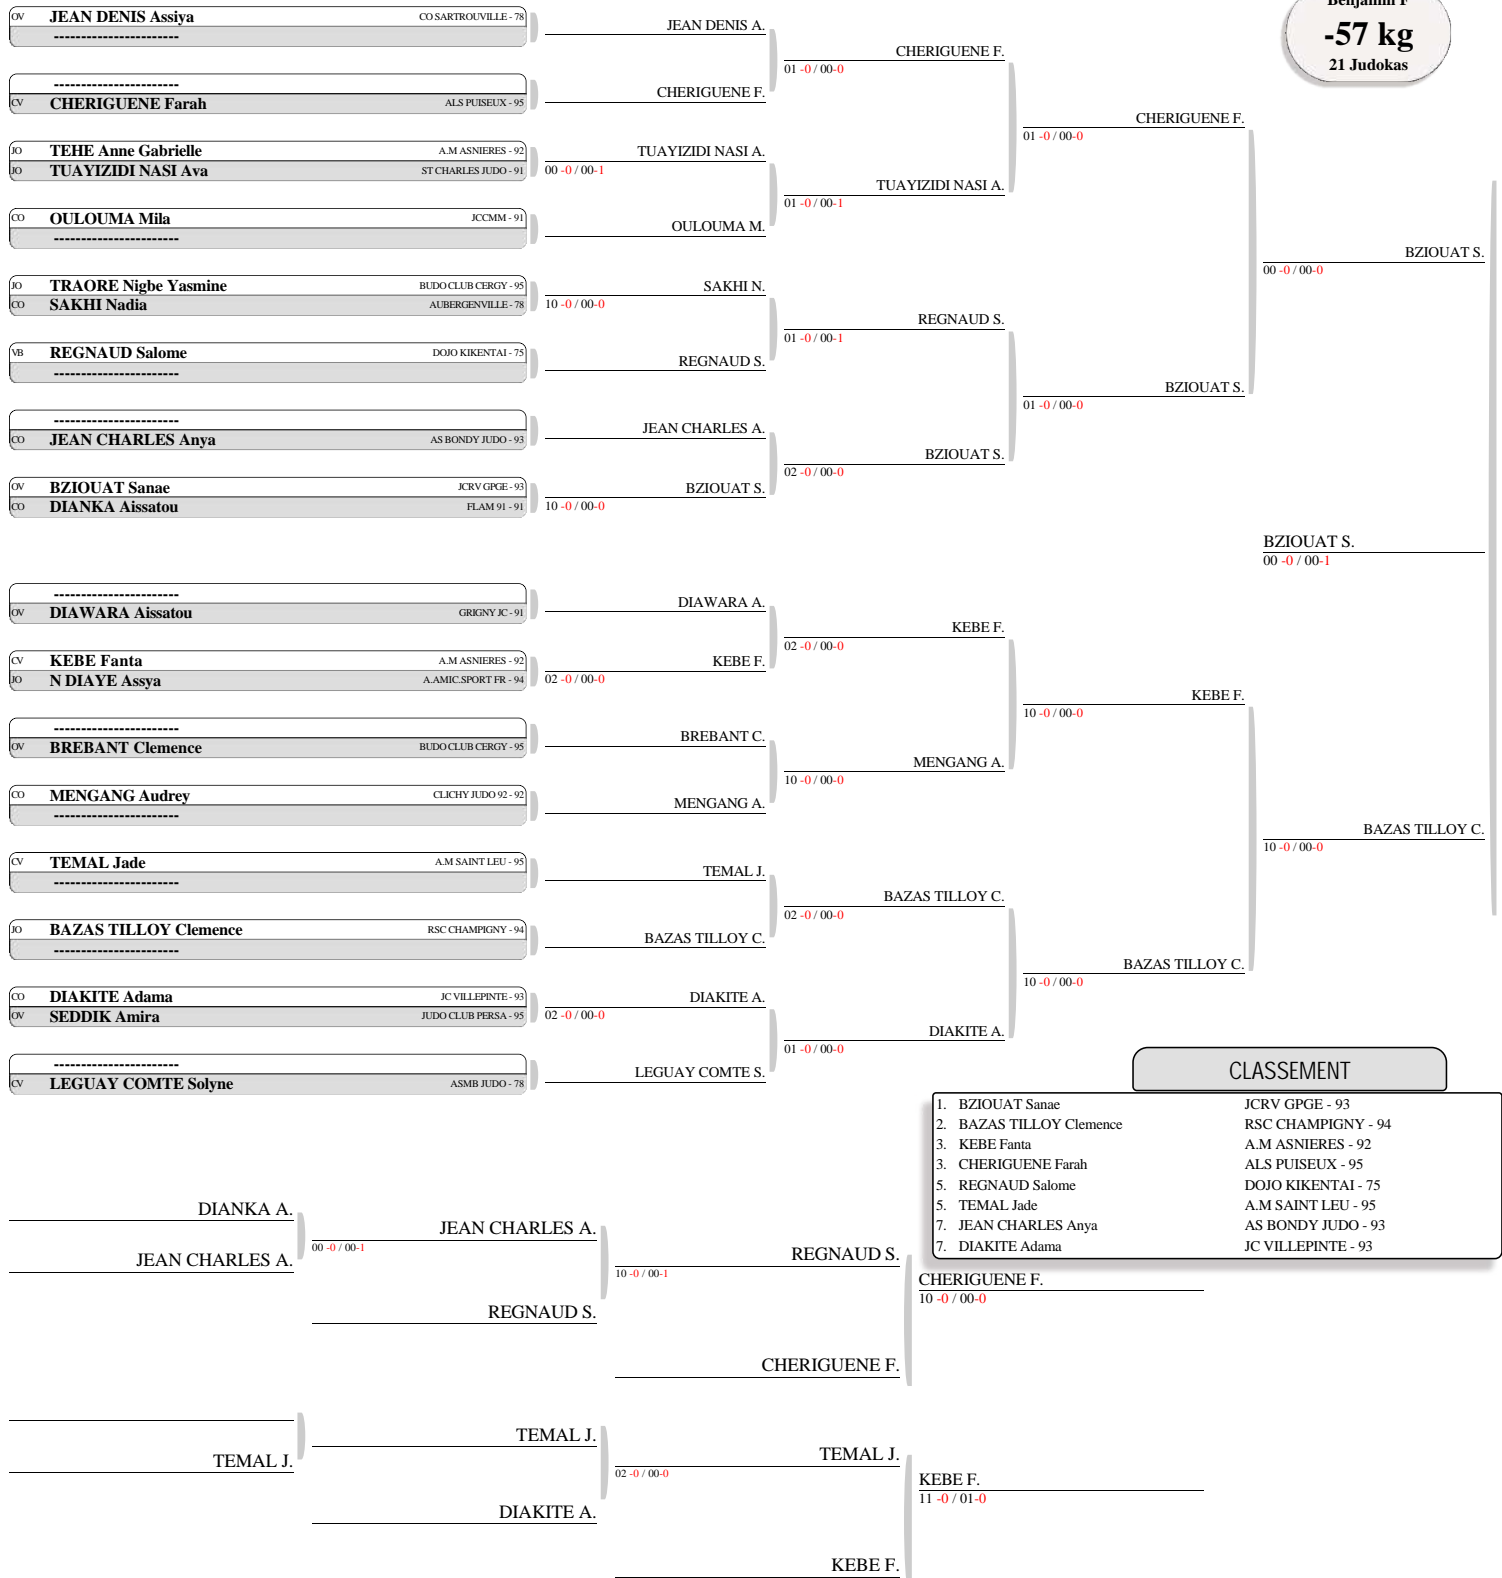 Benjamin F
-57 kg
21 Judokas
OV JEAN DENIS Assiya CO SARTROUVILLE - 78
-----------------------
-----------------------
CV CHERIGUENE Farah ALS PUISEUX - 95
JO TEHE Anne Gabrielle A.M ASNIERES - 92
JO TUAYIZIDI NASI Ava ST CHARLES JUDO - 91
CO OULOUMA Mila JCCMM - 91
-----------------------
JO TRAORE Nigbe Yasmine BUDO CLUB CERGY - 95
CO SAKHI Nadia AUBERGENVILLE - 78
VB REGNAUD Salome DOJO KIKENTAI - 75
-----------------------
-----------------------
CO JEAN CHARLES Anya AS BONDY JUDO - 93
OV BZIOUAT Sanae JCRV GPGE - 93
CO DIANKA Aissatou FLAM 91 - 91
-----------------------
OV DIAWARA Aissatou GRIGNY JC - 91
CV KEBE Fanta A.M ASNIERES - 92
JO N DIAYE Assya A.AMIC.SPORT FR - 94
-----------------------
OV BREBANT Clemence BUDO CLUB CERGY - 95
CO MENGANG Audrey CLICHY JUDO 92 - 92
-----------------------
CV TEMAL Jade A.M SAINT LEU - 95
-----------------------
JO BAZAS TILLOY Clemence RSC CHAMPIGNY - 94
-----------------------
CO DIAKITE Adama JC VILLEPINTE - 93
OV SEDDIK Amira JUDO CLUB PERSA - 95
-----------------------
CV LEGUAY COMTE Solyne ASMB JUDO - 78
JEAN DENIS A.
CHERIGUENE F.
TUAYIZIDI NASI A.
00 -0 / 00-1
OULOUMA M.
SAKHI N.
10 -0 / 00-0
REGNAUD S.
JEAN CHARLES A.
BZIOUAT S.
10 -0 / 00-0
DIAWARA A.
KEBE F.
02 -0 / 00-0
BREBANT C.
MENGANG A.
TEMAL J.
BAZAS TILLOY C.
DIAKITE A.
02 -0 / 00-0
LEGUAY COMTE S.
CHERIGUENE F.
01 -0 / 00-0
TUAYIZIDI NASI A.
01 -0 / 00-1
REGNAUD S.
01 -0 / 00-1
BZIOUAT S.
02 -0 / 00-0
KEBE F.
02 -0 / 00-0
MENGANG A.
10 -0 / 00-0
BAZAS TILLOY C.
02 -0 / 00-0
DIAKITE A.
01 -0 / 00-0
CHERIGUENE F.
01 -0 / 00-0
BZIOUAT S.
01 -0 / 00-0
KEBE F.
10 -0 / 00-0
BAZAS TILLOY C.
10 -0 / 00-0
BZIOUAT S.
00 -0 / 00-0
BZIOUAT S.
00 -0 / 00-1
BAZAS TILLOY C.
10 -0 / 00-0
CLASSEMENT
1. BZIOUAT Sanae JCRV GPGE - 93
2. BAZAS TILLOY Clemence RSC CHAMPIGNY - 94
3. KEBE Fanta A.M ASNIERES - 92
3. CHERIGUENE Farah ALS PUISEUX - 95
5. REGNAUD Salome DOJO KIKENTAI - 75
5. TEMAL Jade A.M SAINT LEU - 95
7. JEAN CHARLES Anya AS BONDY JUDO - 93
7. DIAKITE Adama JC VILLEPINTE - 93
DIANKA A.
JEAN CHARLES A.
JEAN CHARLES A.
00 -0 / 00-1
REGNAUD S.
REGNAUD S.
10 -0 / 00-1
CHERIGUENE F.
CHERIGUENE F.
10 -0 / 00-0
TEMAL J.
TEMAL J.
DIAKITE A.
TEMAL J.
02 -0 / 00-0
KEBE F.
KEBE F.
11 -0 / 01-0